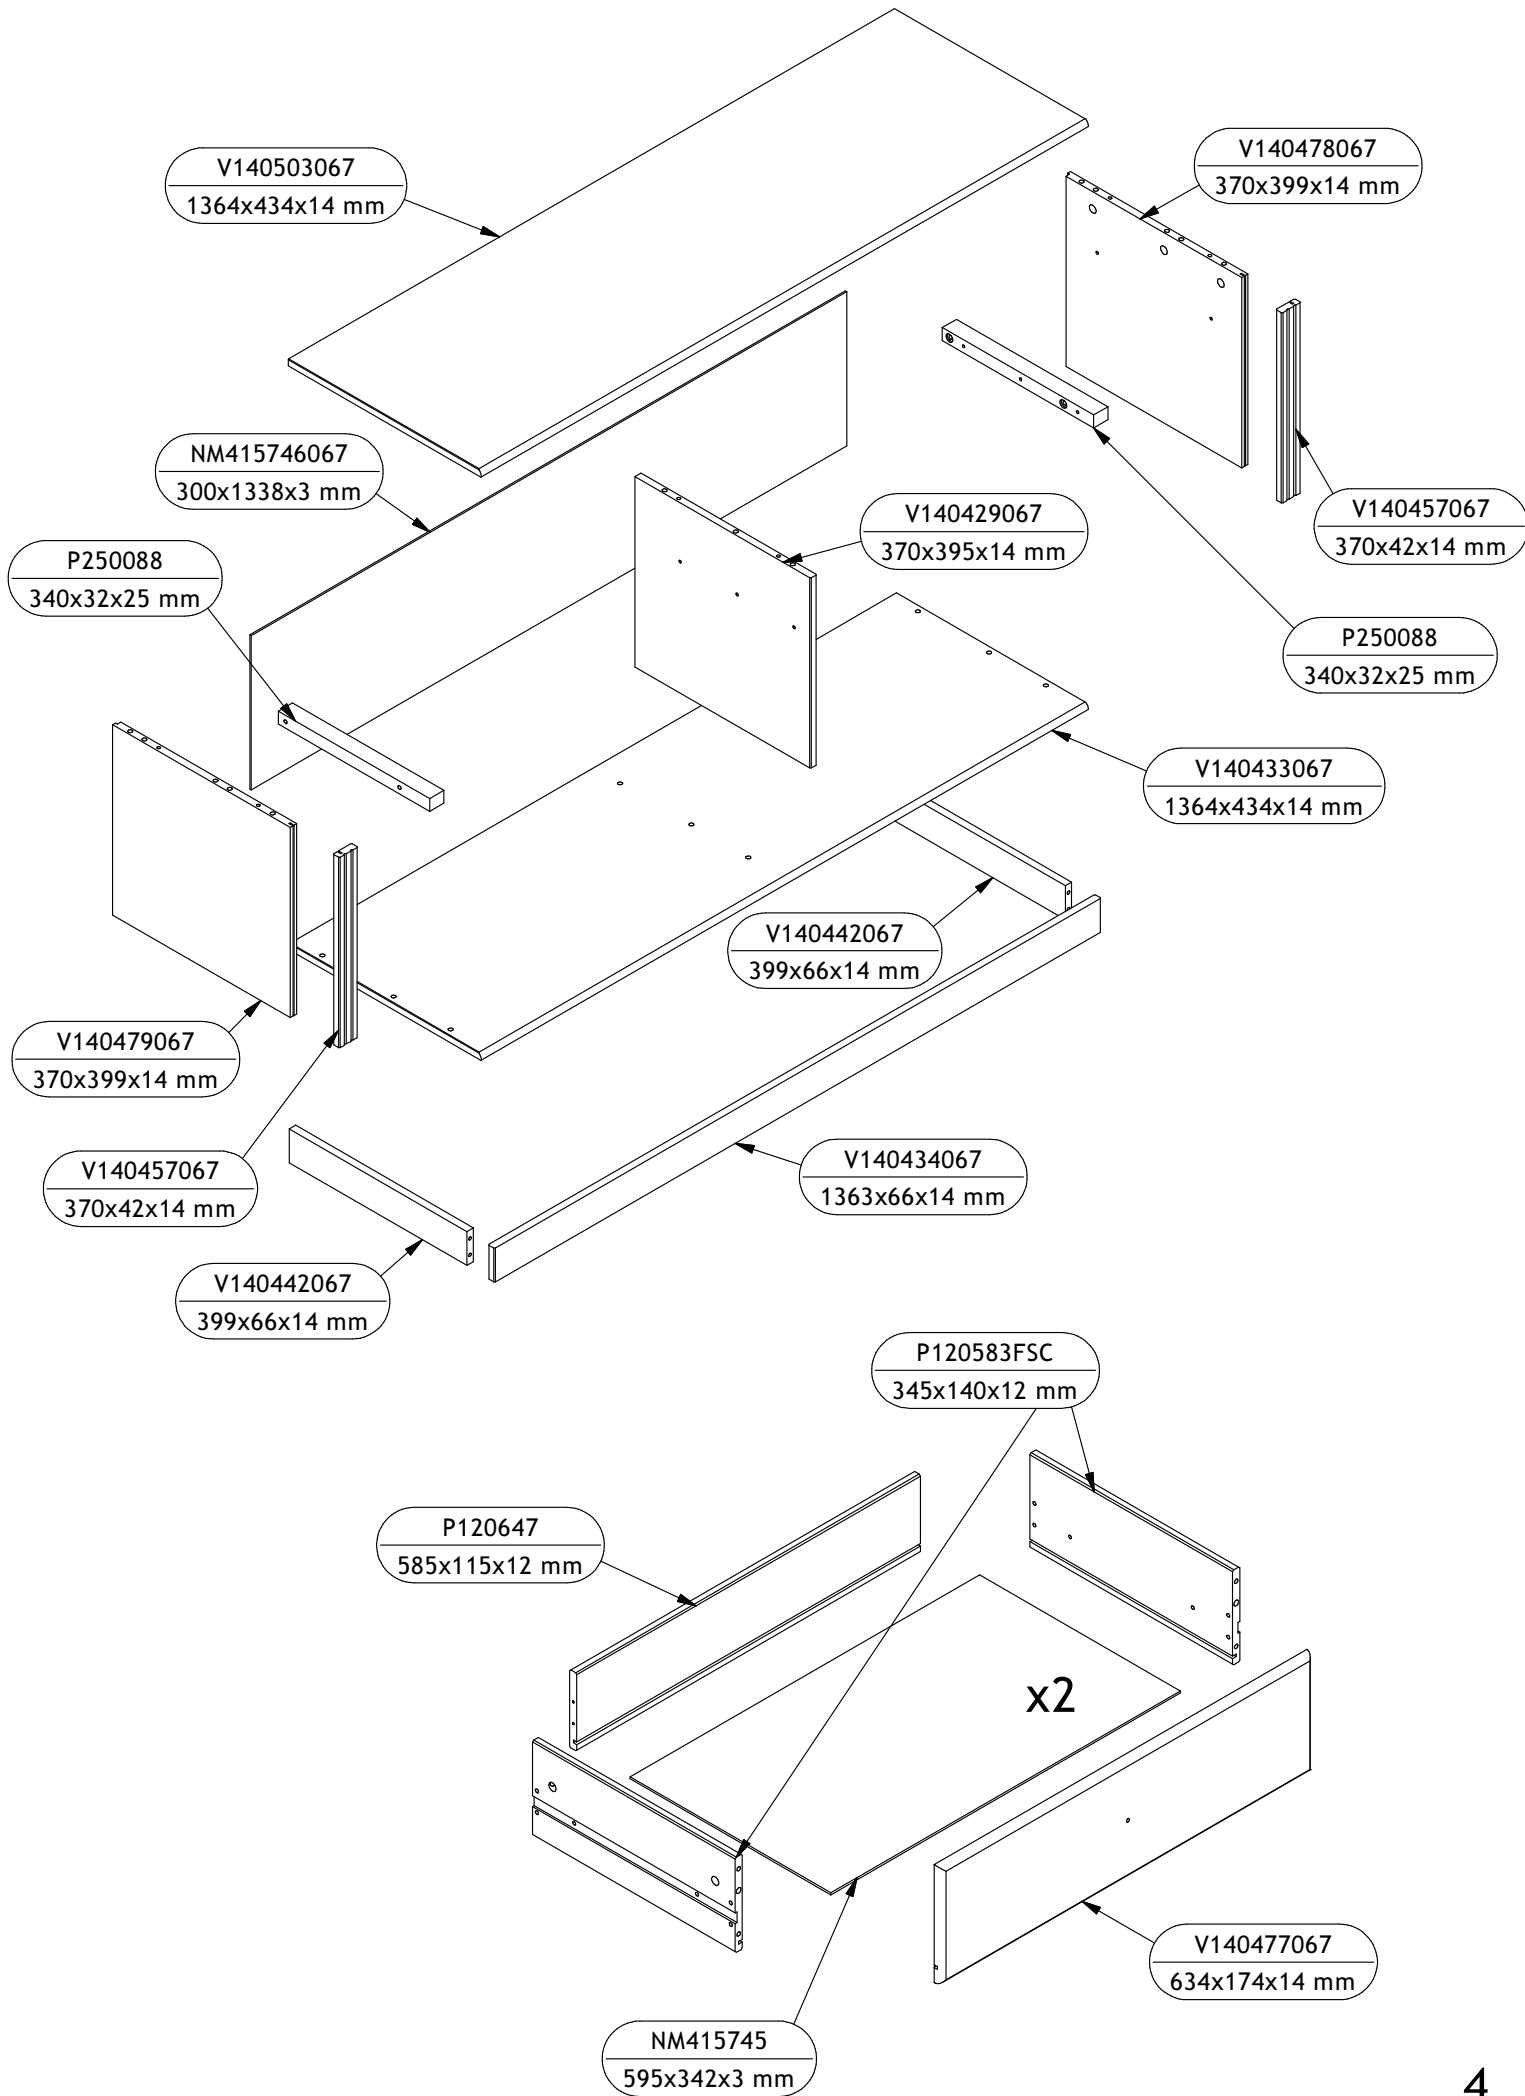 V140503067
1364x434x14 mm
V140478067
370x399x14 mm
NM415746067
300x1338x3 mm
V140429067
370x395x14 mm
V140457067
370x42x14 mm
P250088
340x32x25 mm
P250088
340x32x25 mm
V140433067
1364x434x14 mm
V140442067
399x66x14 mm
V140479067
370x399x14 mm
V140457067
370x42x14 mm
V140434067
1363x66x14 mm
V140442067
399x66x14 mm
P120583FSC
345x140x12 mm
P120647
585x115x12 mm
x2
V140477067
634x174x14 mm
NM415745
595x342x3 mm
4